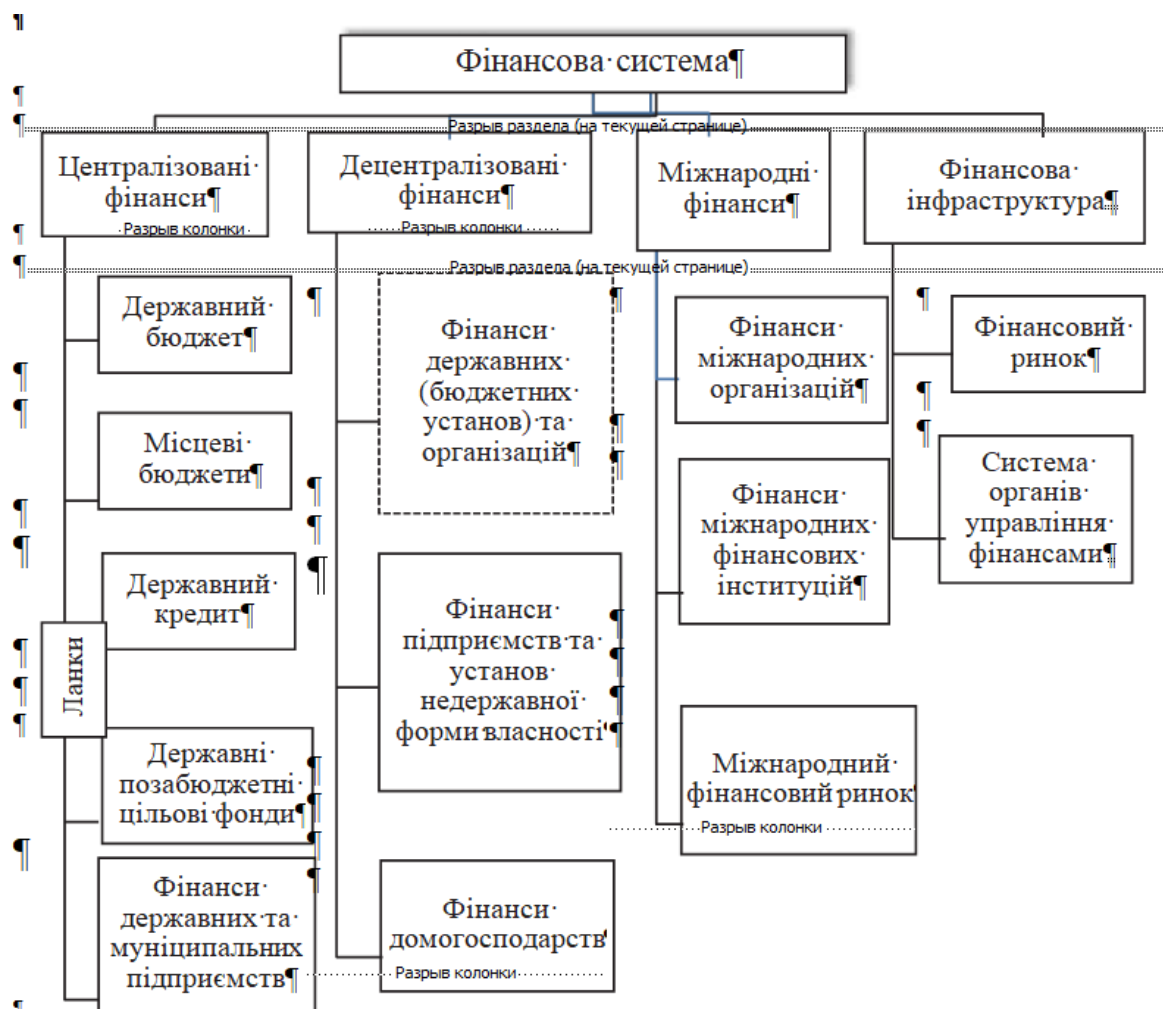 Фінансова система¶
Разрыв раздела (на текущей странице)
Централізовані
фінанси¶
Разрыв колонки
Децентралізовані
фінанси¶
Разрыв колонки
Міжнародні
фінанси¶
Фінансова
інфраструктура¶
Разрыв раздела (на текущей странице)
Державний
бюджет¶
Місцеві
бюджети¶
Державний
кредит¶
Ланки
Державні
позабюджетні
цільові фонди¶
Фінанси
державних та
муніципальних
підприємств¶
Фінанси
державних
(бюджетних
установ) та
організацій¶
Фінанси
підприємств та
установ
недержавної
форми власності¶
Фінанси
домогосподарств
Разрыв колонки
Фінанси
міжнародних
організацій¶
Фінанси
міжнародних
фінансових
інституцій¶
Міжнародний
фінансовий ринок
Разрыв колонки
Фінансовий
ринок¶
Система
органів
управління
фінансами¶